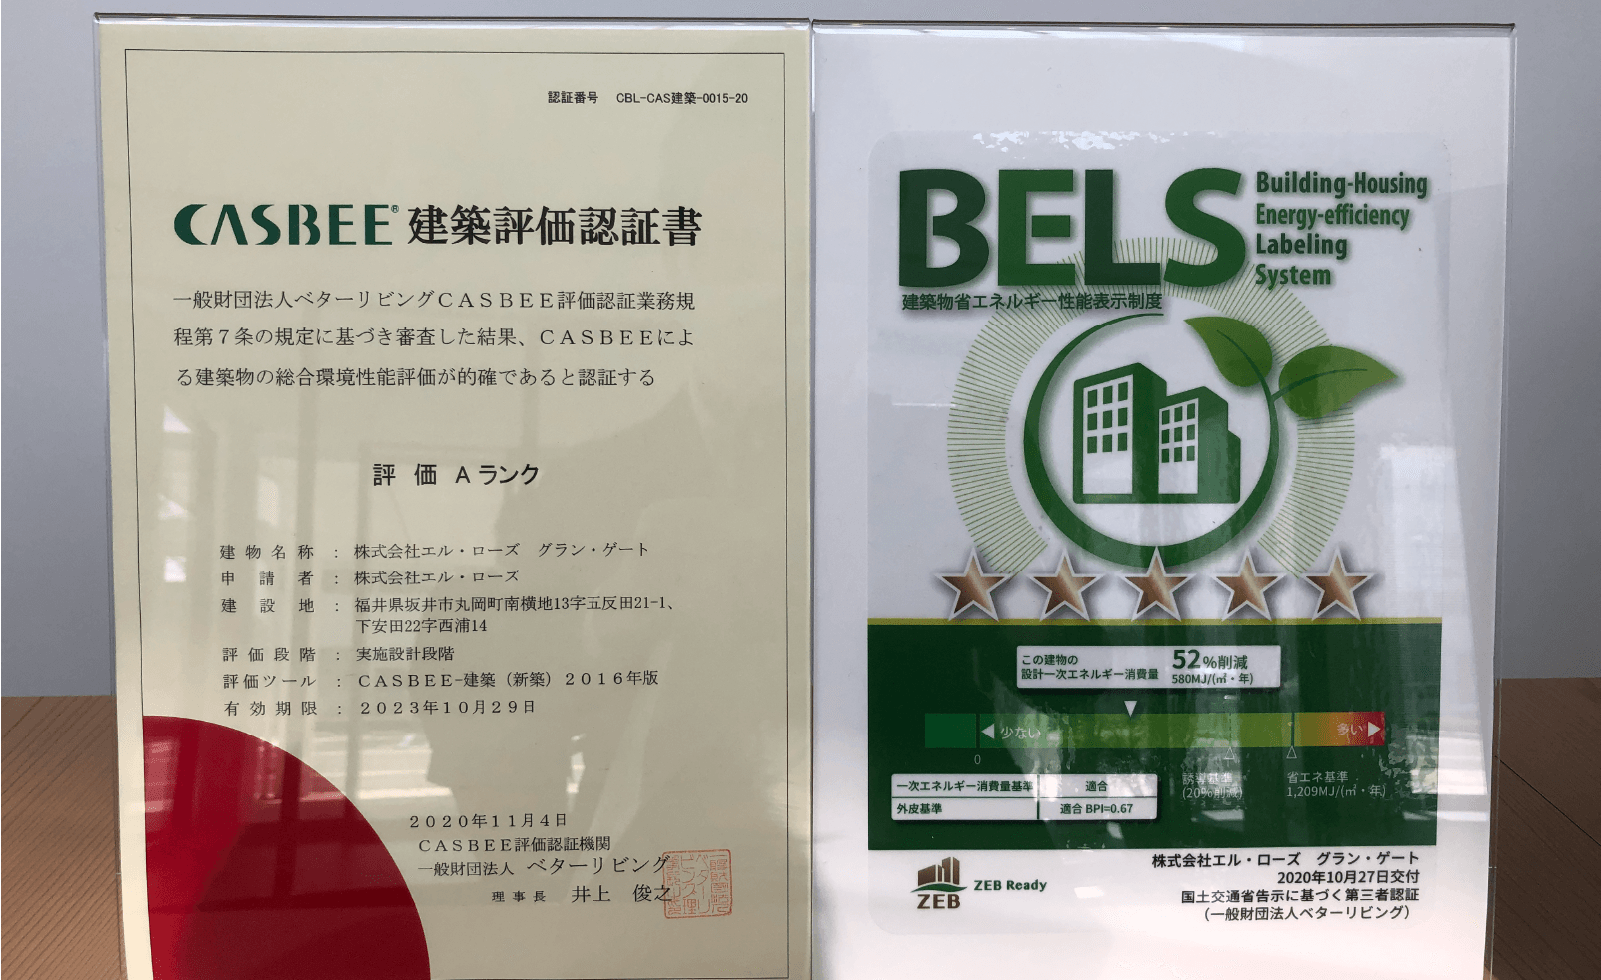 認証番号 CBL-CAS建築-0015-20
CASBEE® 建築評価認証書
一般財団法人ベターリビングＣＡＳＢＥＥ評価認証業務規
程第７条の規定に基づき審査した結果、ＣＡＳＢＥＥによ
る建築物の総合環境性能評価が的確であると認証する
評 価 A ランク
建物名称 ： 株式会社エル・ローズ グラン・ゲート
申請者 ： 株式会社エル・ローズ
建設地 ： 福井県坂井市丸岡町南横地13字五反田21-1、
下安田22字西浦14
評価段階 ： 実施設計段階
評価ツール ： ＣＡＳＢＥＥ-建築（新築）２０１６年版
有効期限 ： ２０２３年１０月２９日
２０２０年１１月４日
ＣＡＳＢＥＥ評価認証機関
一般財団法人 ベターリビング
理事長 井上 俊之
BELS
Building-Housing
Energy-efficiency
Labeling
System
建築物省エネルギー性能表示制度
この建物の
設計一次エネルギー消費量
52%削減
580MJ/(㎡・年)
少ない
多い
0
誘導基準
(20%削減)
省エネ基準
1,209MJ/(㎡・年)
一次エネルギー消費量基準 適合
外皮基準 適合 BPI=0.67
ZEB
ZEB Ready
株式会社エル・ローズ グラン・ゲート
2020年10月27日交付
国土交通省告示に基づく第三者認証
(一般財団法人ベターリビング)